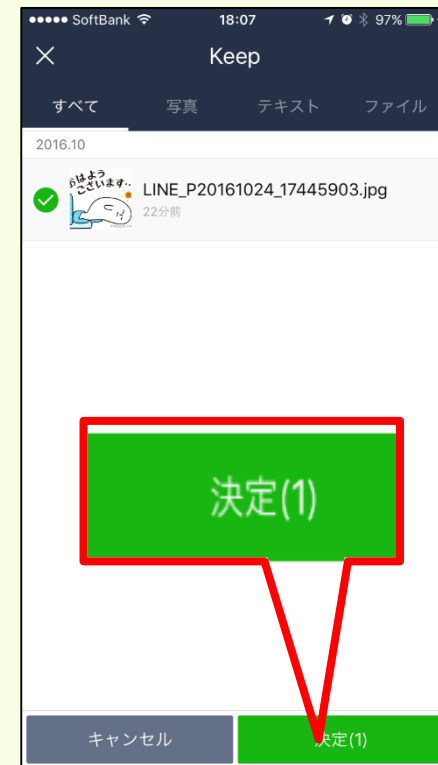 SoftBank 18:07 97%
Keep
すべて 写真 テキスト ファイル
2016.10
おはよう
ございます..
LINE_P20161024_17445903.jpg
22分前
決定(1)
キャンセル 決定(1)